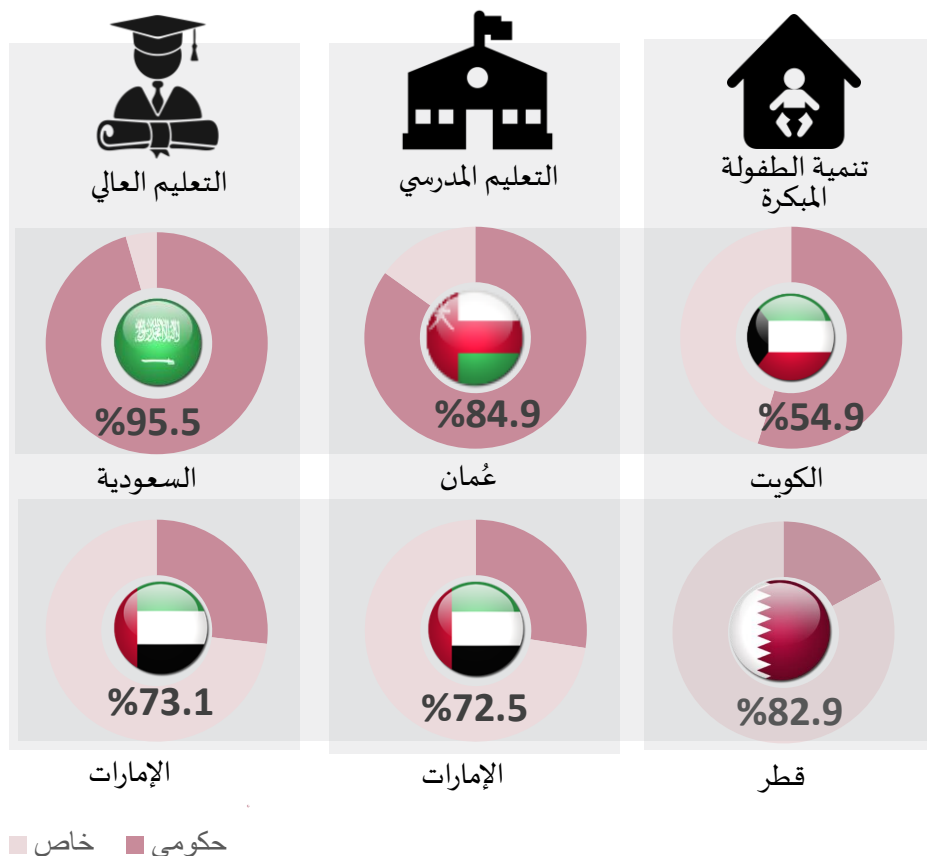 تنمية الطفولة
المبكرة
التعليم المدرسي
التعليم العالي
%54.9
%84.9
%95.5
الكويت
عُمان
السعودية
%82.9
%72.5
%73.1
قطر
الإمارات
الإمارات
حكومي
خاص